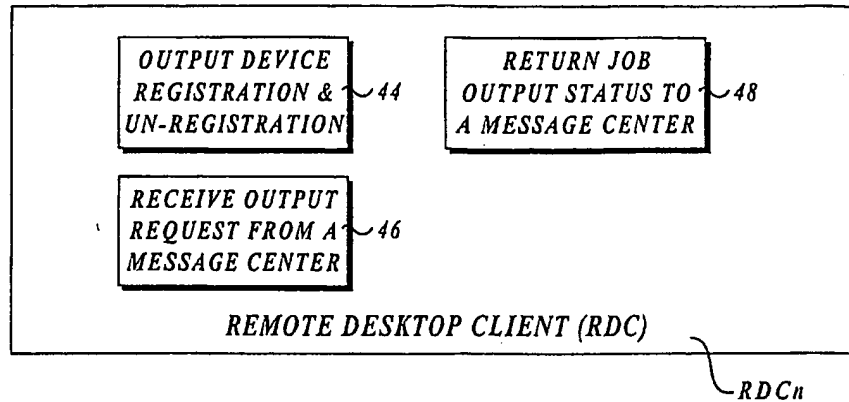 OUTPUT DEVICE
REGISTRATION &
UN-REGISTRATION
44
RETURN JOB
OUTPUT STATUS TO
A MESSAGE CENTER
48
RECEIVE OUTPUT
REQUEST FROM A
MESSAGE CENTER
46
REMOTE DESKTOP CLIENT (RDC)
RDCn